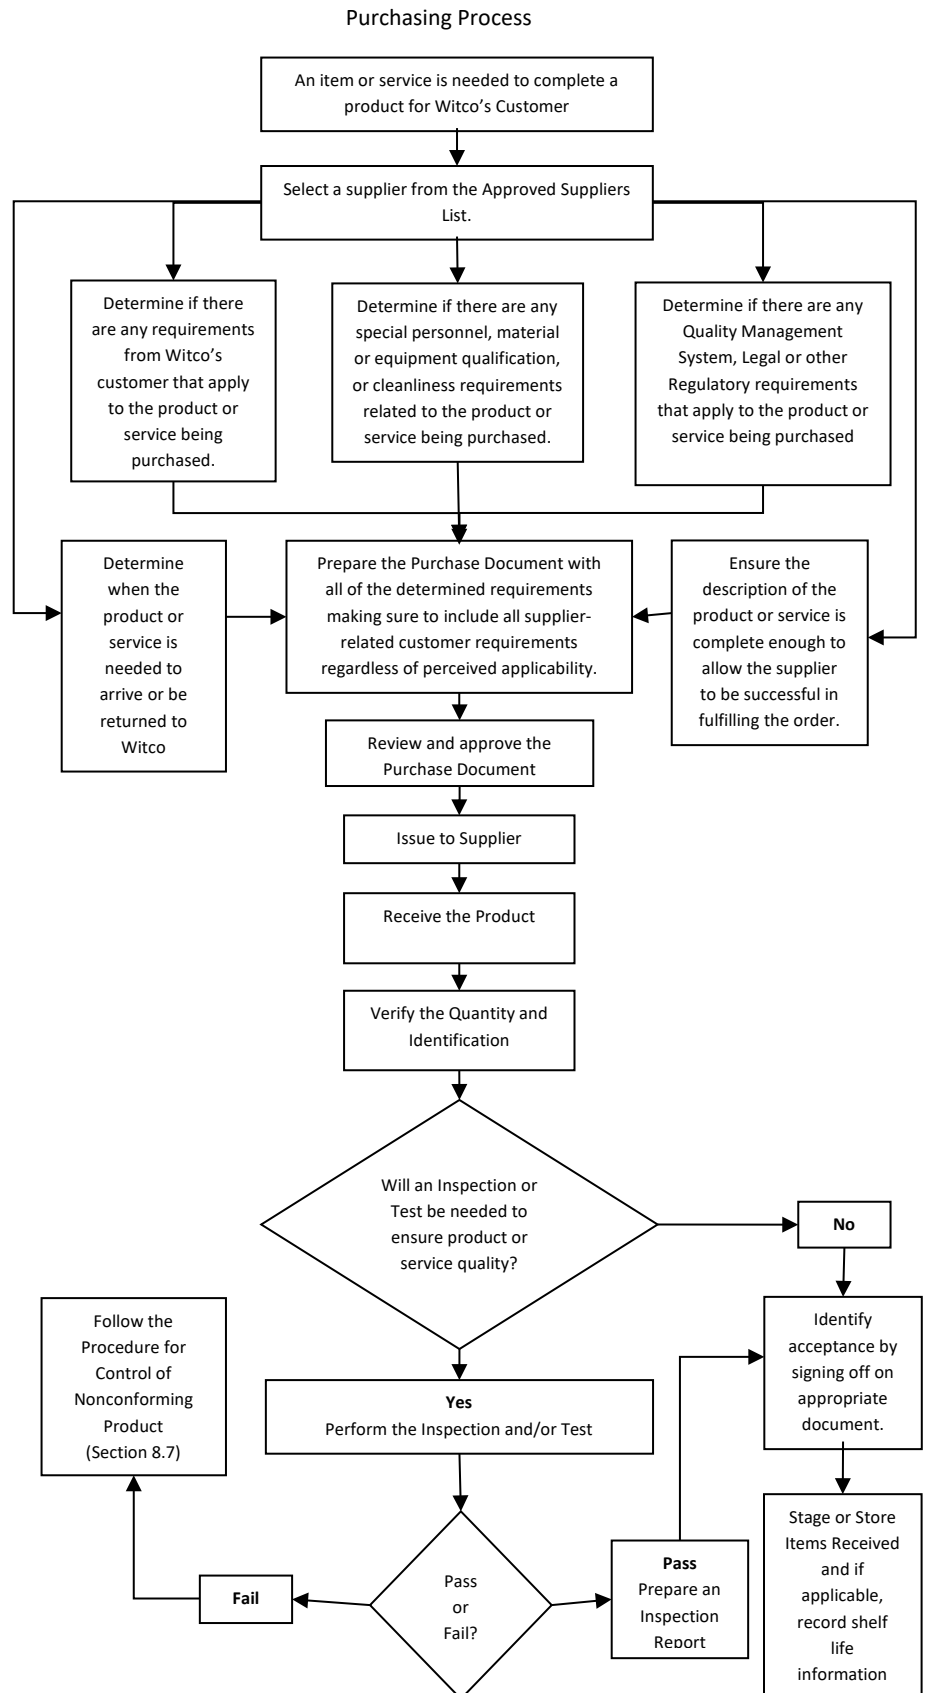 Purchasing Process
An item or service is needed to complete a
product for Witco’s Customer
Select a supplier from the Approved Suppliers
List.
Determine if there
are any requirements
from Witco’s
customer that apply
to the product or
service being
purchased.
Determine if there are any
special personnel, material
or equipment qualification,
or cleanliness requirements
related to the product or
service being purchased.
Determine if there are any
Quality Management
System, Legal or other
Regulatory requirements
that apply to the product or
service being purchased
Determine
when the
product or
service is
needed to
arrive or be
returned to
Witco
Prepare the Purchase Document with
all of the determined requirements
making sure to include all supplier-
related customer requirements
regardless of perceived applicability.
Ensure the
description of the
product or service is
complete enough to
allow the supplier
to be successful in
fulfilling the order.
Review and approve the
Purchase Document
Issue to Supplier
Receive the Product
Verify the Quantity and
Identification
Will an Inspection or
Test be needed to
ensure product or
service quality?
No
Follow the
Procedure for
Control of
Nonconforming
Product
(Section 8.7)
Identify
acceptance by
signing off on
appropriate
document.
Yes
Perform the Inspection and/or Test
Pass
or
Fail?
Fail
Pass
Prepare an
Inspection
Report
Stage or Store
Items Received
and if
applicable,
record shelf
life
information